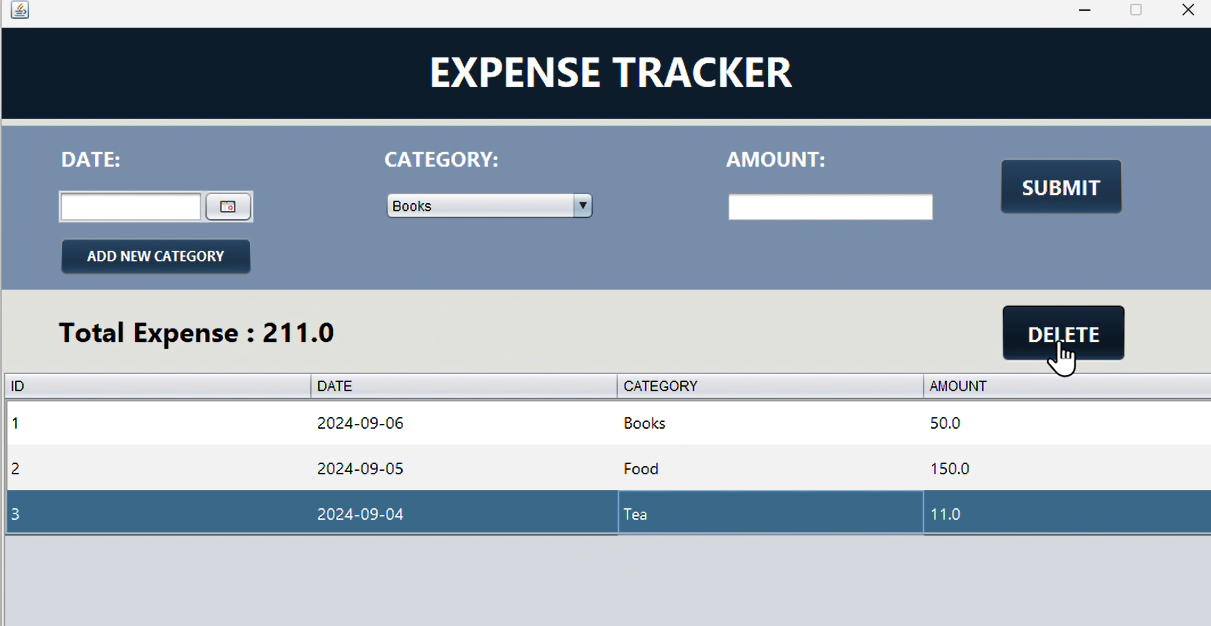 EXPENSE TRACKER
DATE: CATEGORY: AMOUNT:
SUBMIT
Books
ADD NEW CATEGORY
Total Expense : 211.0
DELETE
ID DATE CATEGORY AMOUNT
1 2024-09-06 Books 50.0
2 2024-09-05 Food 150.0
3 2024-09-04 Tea 11.0